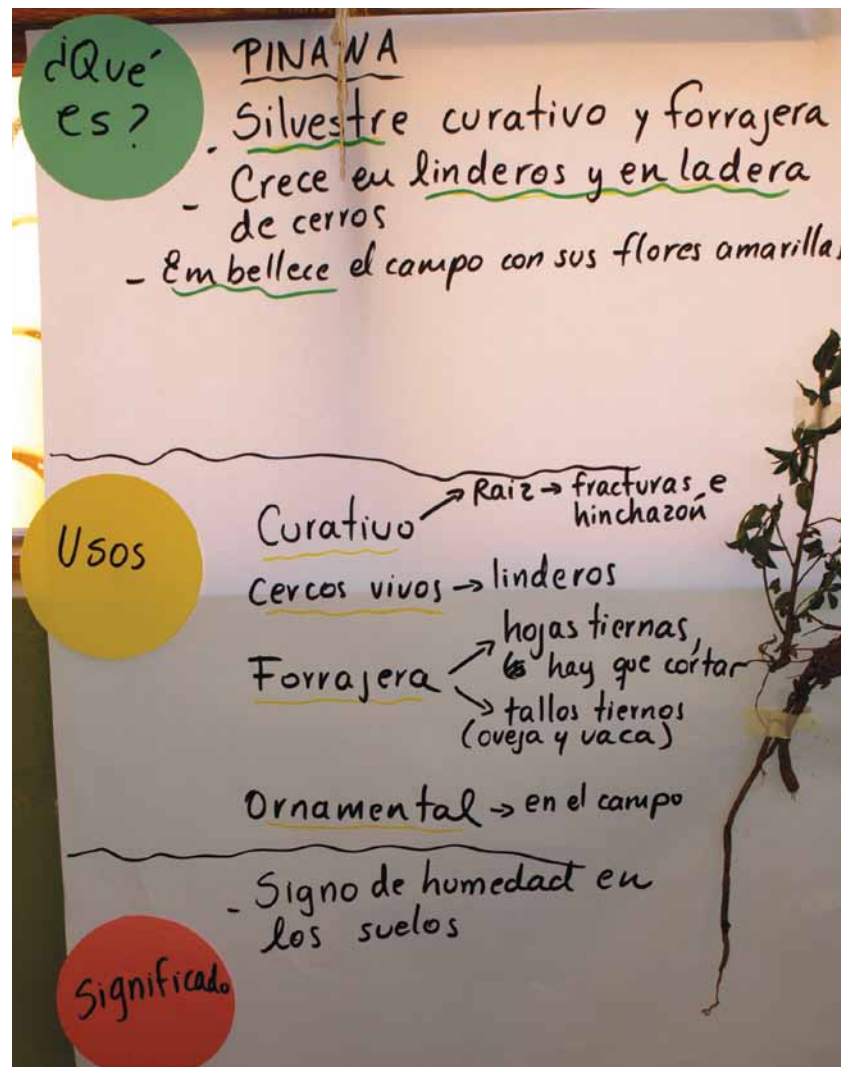 ¿Qué
es?
PINAWA
- Silvestre curativo y forrajera
- Crece en linderos y en ladera
de cerros
- Embellece el campo con sus flores amarillas
Usos
Curativo → Raiz → fracturas e
hinchazón
Cercos vivos → linderos
Forrajera → hojas tiernas,
hay que cortar
→ tallos tiernos
(oveja y vaca)
Ornamental → en el campo
Significado
- Signo de humedad en
los suelos